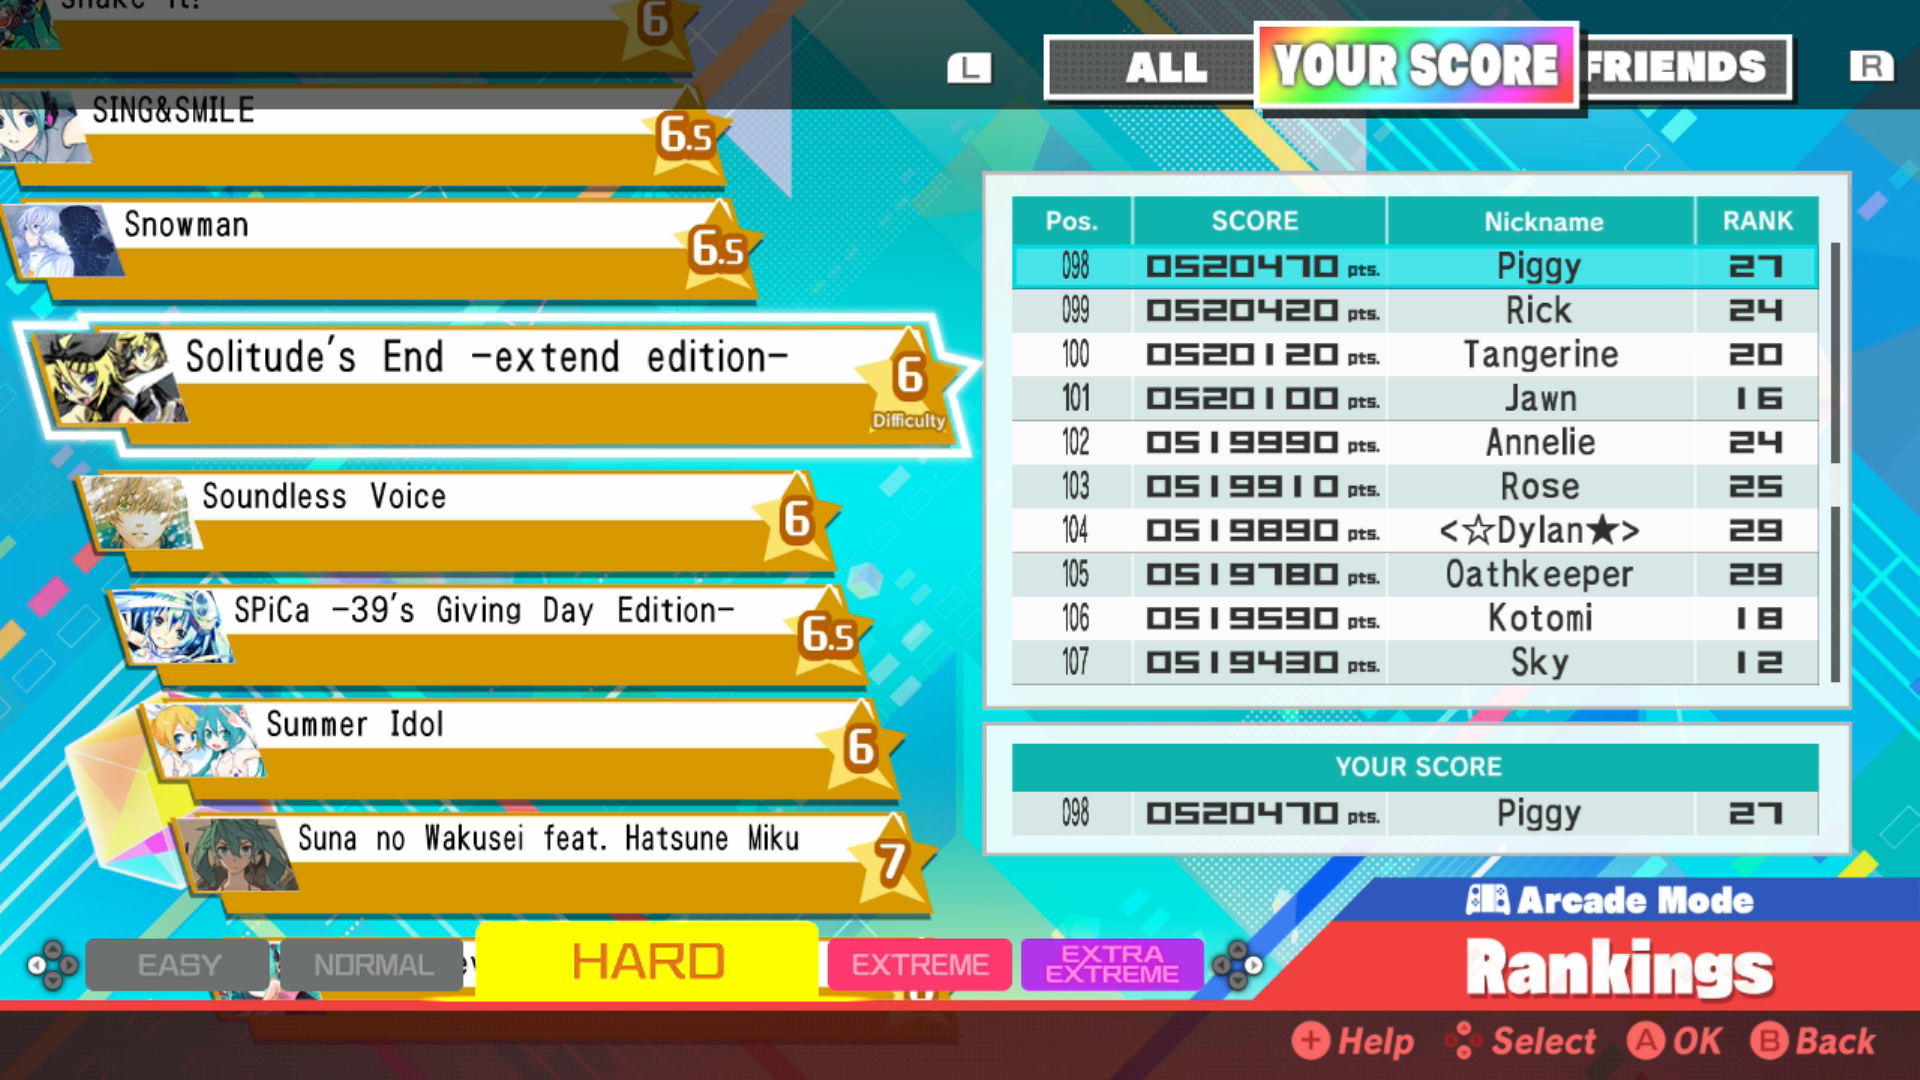 Shake it!
6
L
ALL
YOUR SCORE
FRIENDS
R
SING&SMILE
6.5
Snowman
6.5
Solitude's End -extend edition-
6
Difficulty
Soundless Voice
6
SPiCa -39's Giving Day Edition-
6.5
Summer Idol
6
Suna no Wakusei feat. Hatsune Miku
7
Pos. SCORE Nickname RANK
098 0520470 pts. Piggy 27
099 0520420 pts. Rick 24
100 0520120 pts. Tangerine 20
101 0520100 pts. Jawn 16
102 0519990 pts. Annelie 24
103 0519910 pts. Rose 25
104 0519890 pts. <☆Dylan★> 29
105 0519780 pts. Oathkeeper 29
106 0519590 pts. Kotomi 18
107 0519430 pts. Sky 12
YOUR SCORE
098 0520470 pts. Piggy 27
Arcade Mode
Rankings
EASY NORMAL HARD EXTREME EXTRA EXTREME
+ Help Select A OK B Back